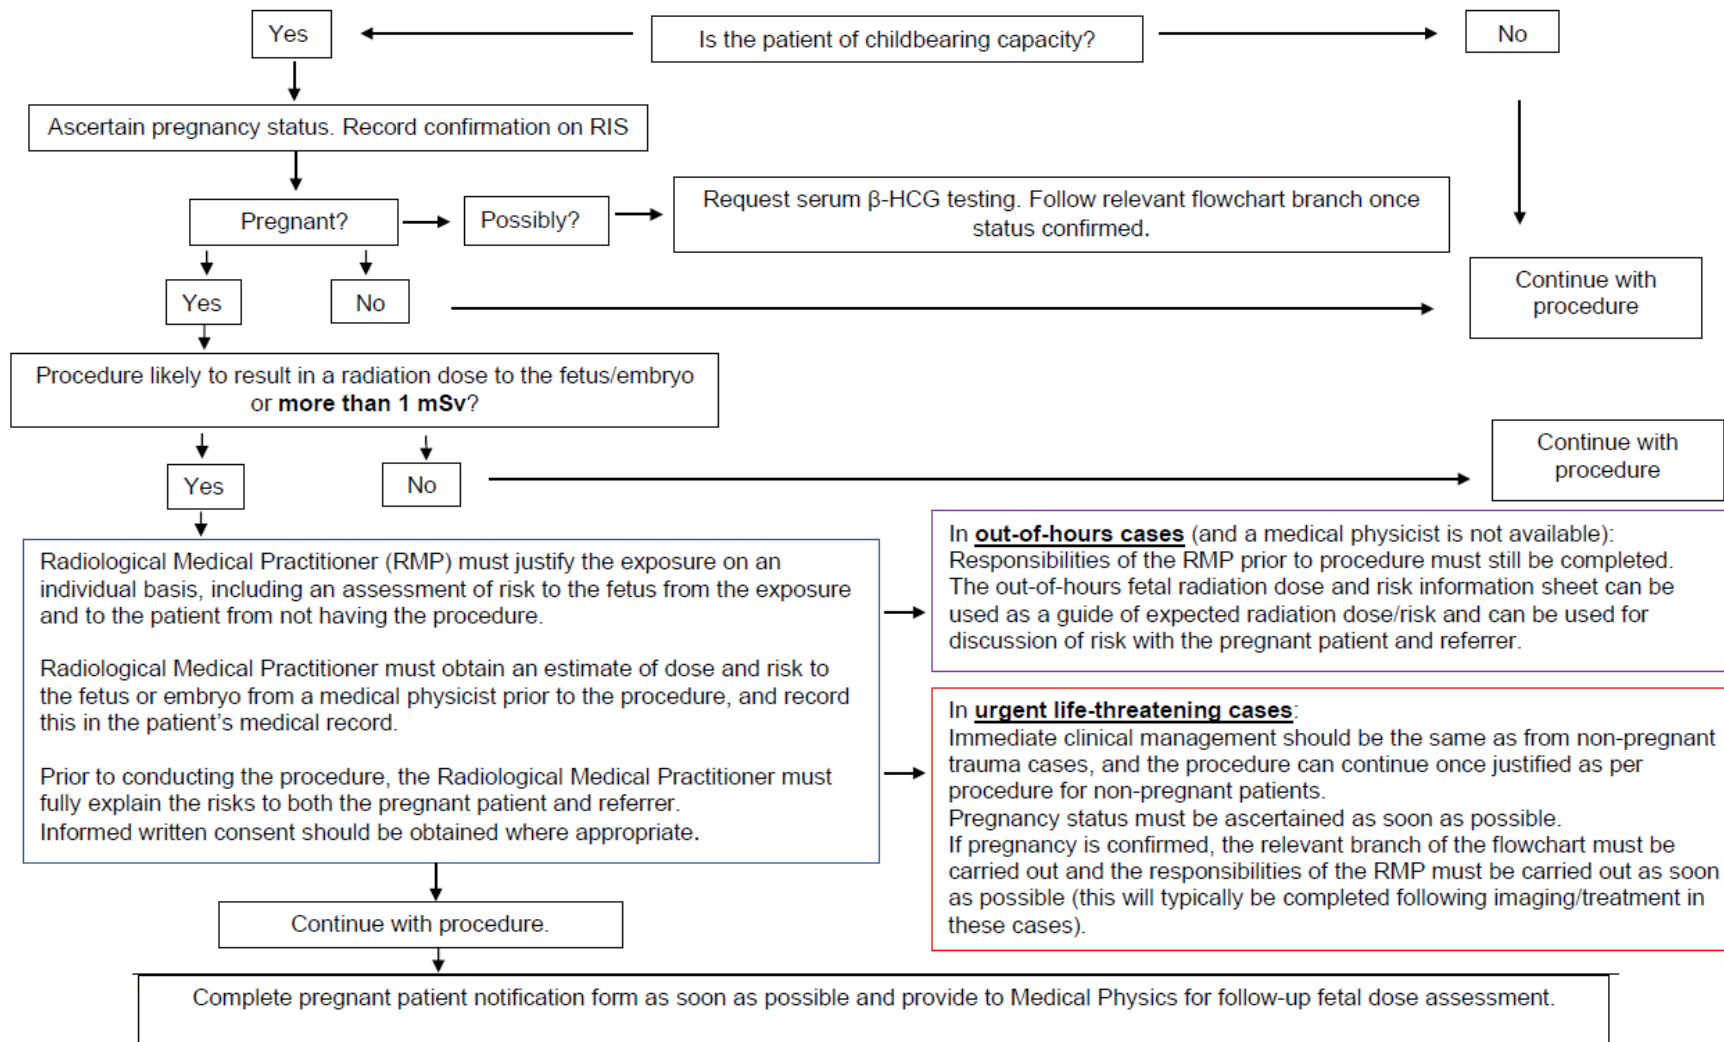 Yes
Is the patient of childbearing capacity?
No
Ascertain pregnancy status. Record confirmation on RIS
Pregnant?
Possibly?
Request serum β-HCG testing. Follow relevant flowchart branch once
status confirmed.
Yes
No
Continue with
procedure
Procedure likely to result in a radiation dose to the fetus/embryo
or more than 1 mSv?
Yes
No
Continue with
procedure
Radiological Medical Practitioner (RMP) must justify the exposure on an
individual basis, including an assessment of risk to the fetus from the exposure
and to the patient from not having the procedure.
Radiological Medical Practitioner must obtain an estimate of dose and risk to
the fetus or embryo from a medical physicist prior to the procedure, and record
this in the patient's medical record.
Prior to conducting the procedure, the Radiological Medical Practitioner must
fully explain the risks to both the pregnant patient and referrer.
Informed written consent should be obtained where appropriate.
In out-of-hours cases (and a medical physicist is not available):
Responsibilities of the RMP prior to procedure must still be completed.
The out-of-hours fetal radiation dose and risk information sheet can be
used as a guide of expected radiation dose/risk and can be used for
discussion of risk with the pregnant patient and referrer.
In urgent life-threatening cases:
Immediate clinical management should be the same as from non-pregnant
trauma cases, and the procedure can continue once justified as per
procedure for non-pregnant patients.
Pregnancy status must be ascertained as soon as possible.
If pregnancy is confirmed, the relevant branch of the flowchart must be
carried out and the responsibilities of the RMP must be carried out as soon
as possible (this will typically be completed following imaging/treatment in
these cases).
Continue with procedure.
Complete pregnant patient notification form as soon as possible and provide to Medical Physics for follow-up fetal dose assessment.